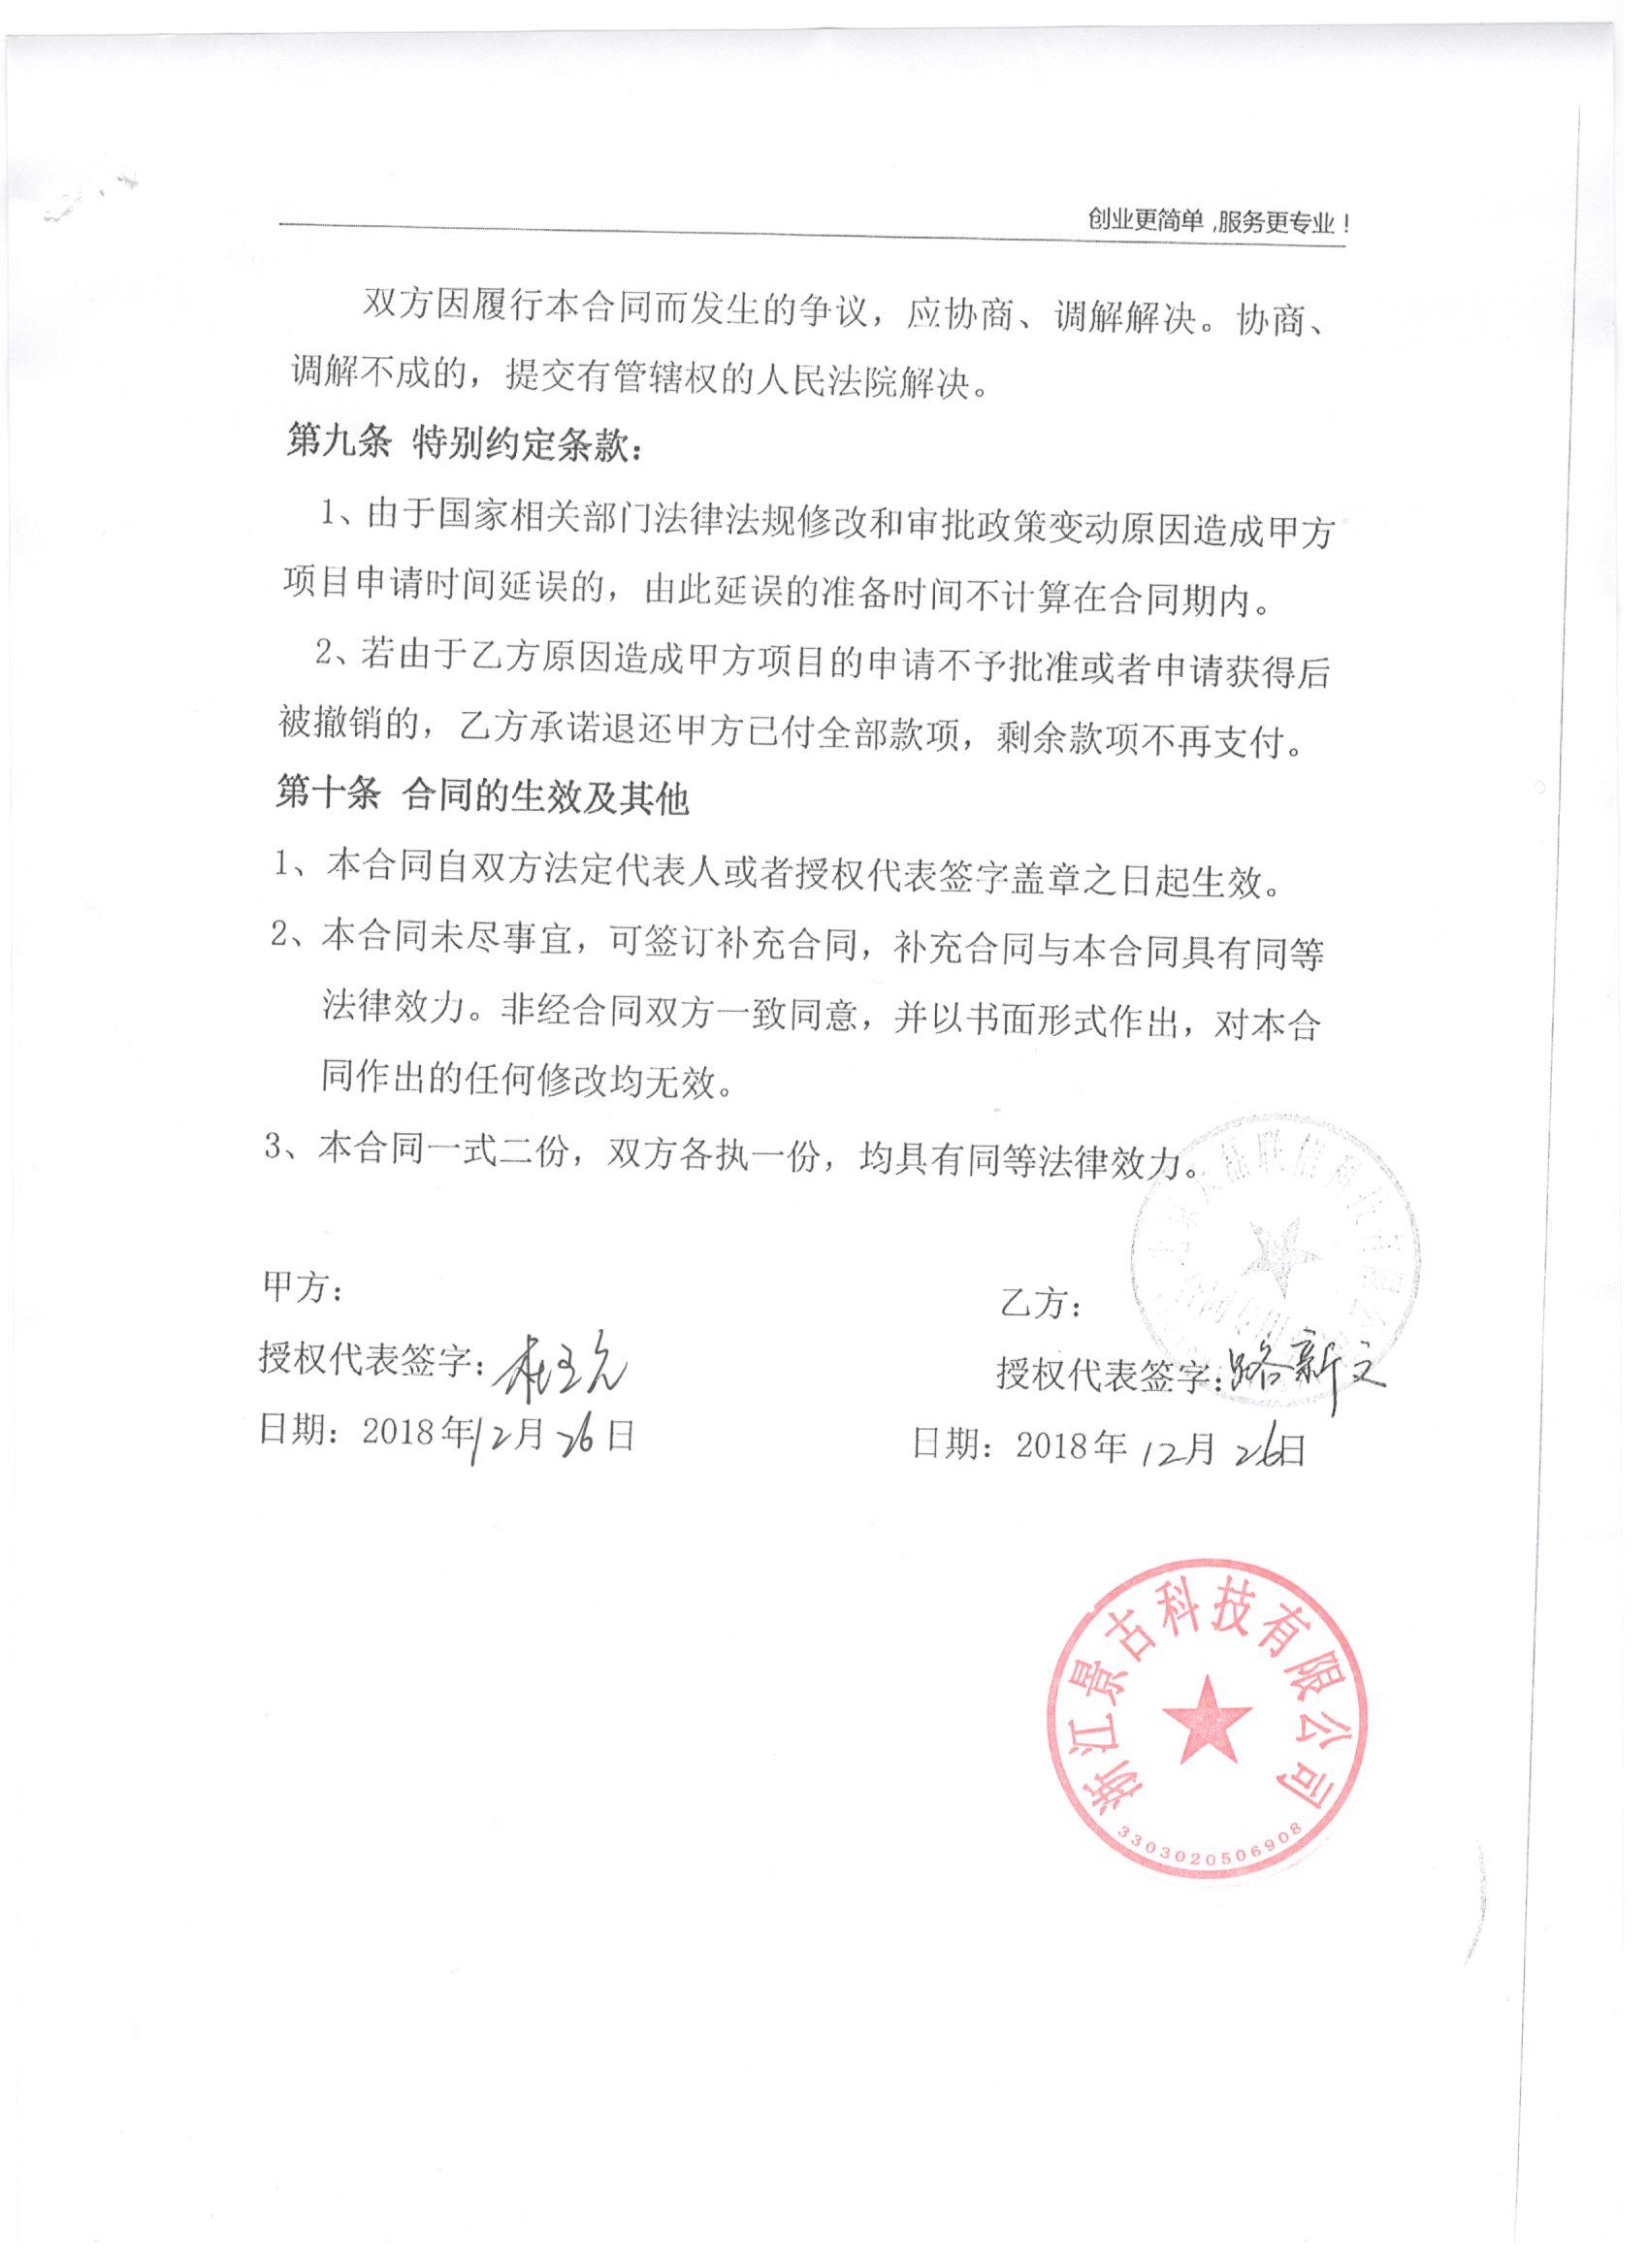 创业更简单,服务更专业!
双方因履行本合同而发生的争议，应协商、调解解决。协商、
调解不成的，提交有管辖权的人民法院解决。
第九条 特别约定条款：
1、由于国家相关部门法律法规修改和审批政策变动原因造成甲方
项目申请时间延误的，由此延误的准备时间不计算在合同期内。
2、若由于乙方原因造成甲方项目的申请不予批准或者申请获得后
被撤销的，乙方承诺退还甲方已付全部款项，剩余款项不再支付。
第十条 合同的生效及其他
1、本合同自双方法定代表人或者授权代表签字盖章之日起生效。
2、本合同未尽事宜，可签订补充合同，补充合同与本合同具有同等
法律效力。非经合同双方一致同意，并以书面形式作出，对本合
同作出的任何修改均无效。
3、本合同一式二份，双方各执一份，均具有同等法律效力。
联信科技有限公
甲方：
乙方：
授权代表签字：
授权代表签字：路新文
日期：2018年12月26日
日期：2018年12月26日
浙江景古科技有限公司
3303020506908